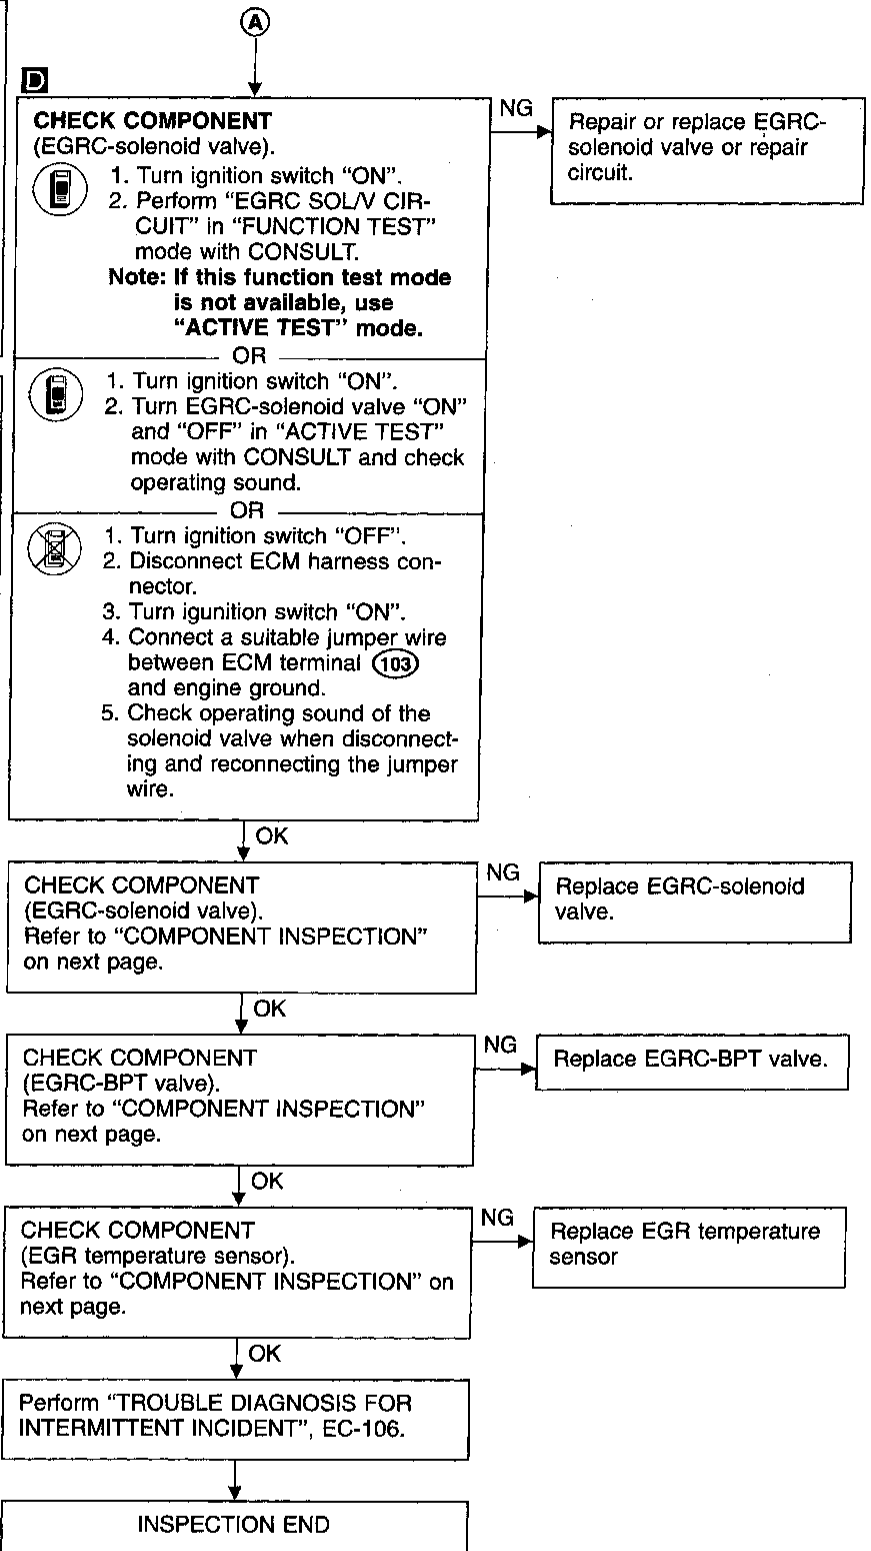 A
D
CHECK COMPONENT
(EGRC-solenoid valve).
1. Turn ignition switch “ON”.
2. Perform “EGRC SOL/V CIR-
CUIT” in “FUNCTION TEST”
mode with CONSULT.
Note: If this function test mode
is not available, use
“ACTIVE TEST” mode.
OR
1. Turn ignition switch “ON”.
2. Turn EGRC-solenoid valve “ON”
and “OFF” in “ACTIVE TEST”
mode with CONSULT and check
operating sound.
OR
1. Turn ignition switch “OFF”.
2. Disconnect ECM harness con-
nector.
3. Turn igunition switch “ON”.
4. Connect a suitable jumper wire
between ECM terminal 103
and engine ground.
5. Check operating sound of the
solenoid valve when disconnect-
ing and reconnecting the jumper
wire.
NG
Repair or replace EGRC-
solenoid valve or repair
circuit.
OK
CHECK COMPONENT
(EGRC-solenoid valve).
Refer to “COMPONENT INSPECTION”
on next page.
NG
Replace EGRC-solenoid
valve.
OK
CHECK COMPONENT
(EGRC-BPT valve).
Refer to “COMPONENT INSPECTION”
on next page.
NG
Replace EGRC-BPT valve.
OK
CHECK COMPONENT
(EGR temperature sensor).
Refer to “COMPONENT INSPECTION” on
next page.
NG
Replace EGR temperature
sensor
OK
Perform “TROUBLE DIAGNOSIS FOR
INTERMITTENT INCIDENT”, EC-106.
INSPECTION END